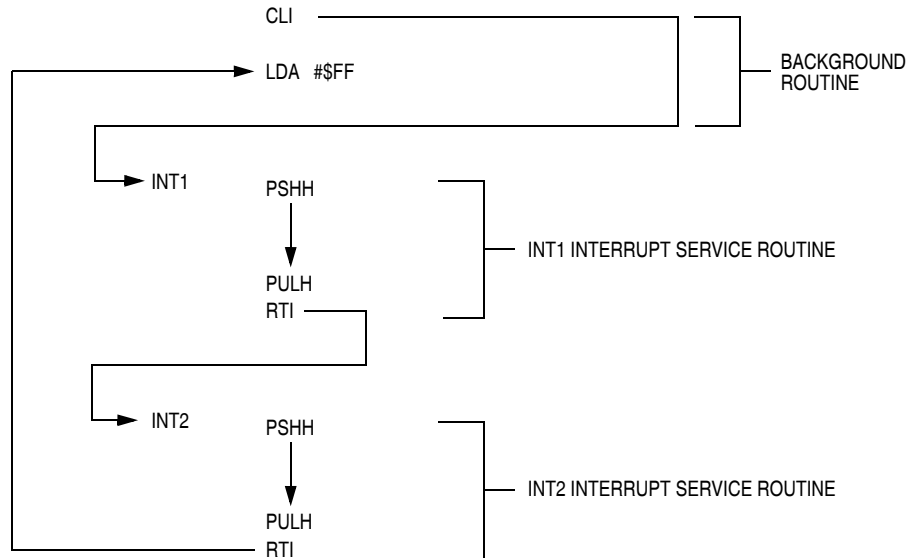 CLI
LDA #$FF
BACKGROUND
ROUTINE
INT1
PSHH
INT1 INTERRUPT SERVICE ROUTINE
PULH
RTI
INT2
PSHH
INT2 INTERRUPT SERVICE ROUTINE
PULH
RTI